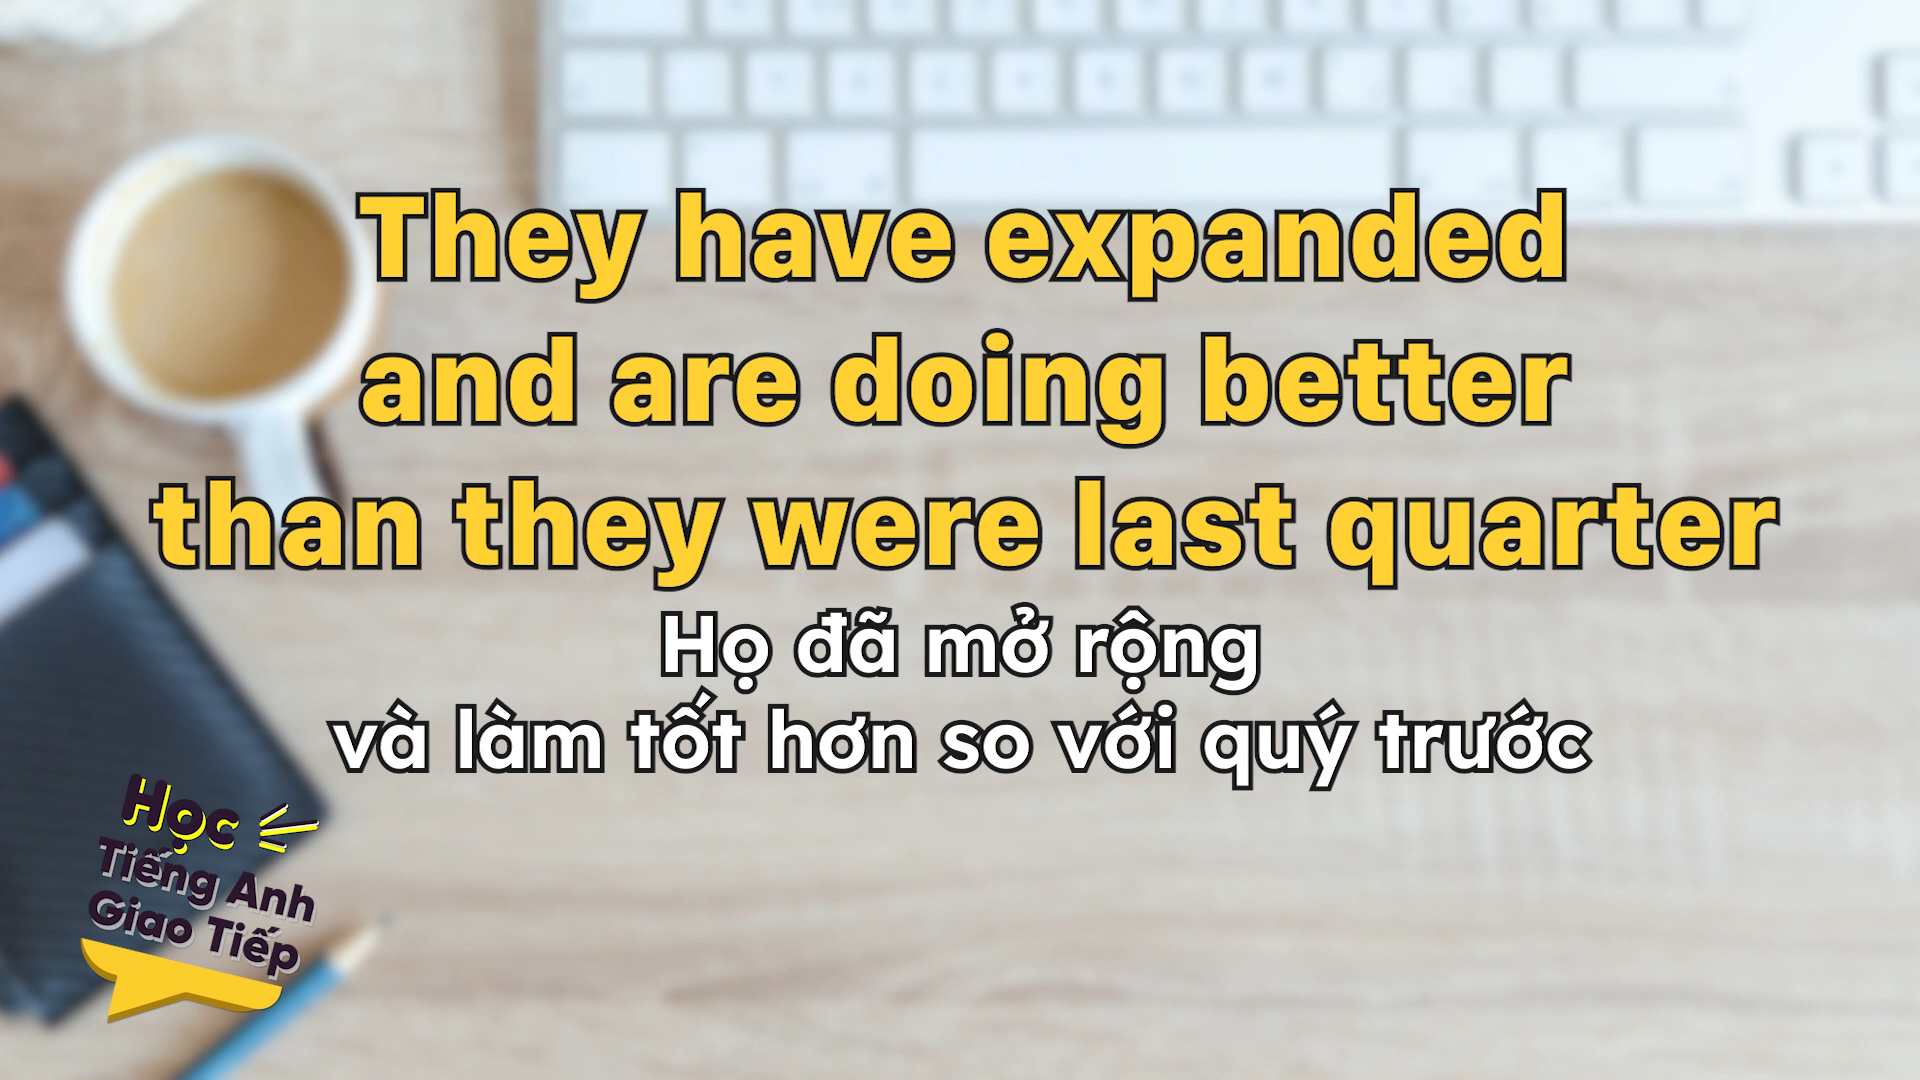 They have expanded
and are doing better
than they were last quarter
Họ đã mở rộng
và làm tốt hơn so với quý trước
Học
Tiếng Anh
Giao Tiếp